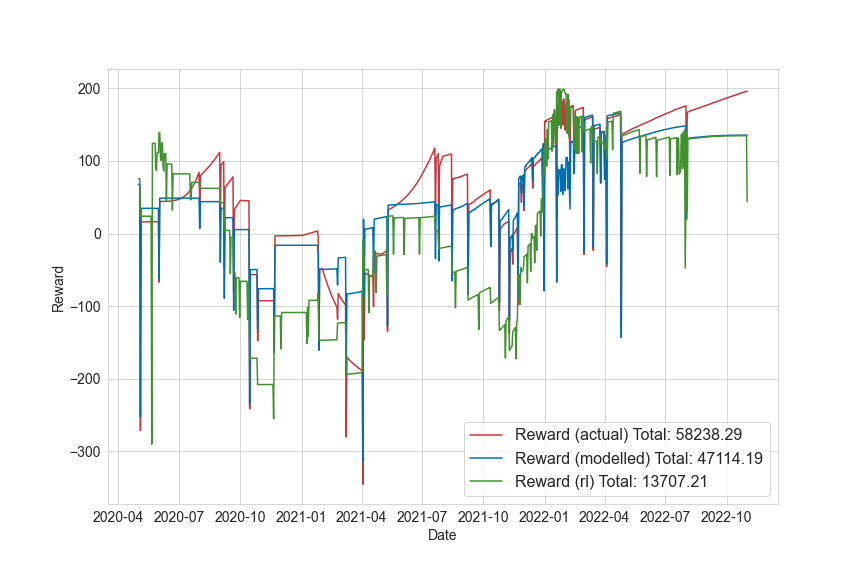 200
100
0
−100
−200
−300
Reward
Reward (actual) Total: 58238.29
Reward (modelled) Total: 47114.19
Reward (rl) Total: 13707.21
2020-04 2020-07 2020-10 2021-01 2021-04 2021-07 2021-10 2022-01 2022-04 2022-07 2022-10
Date